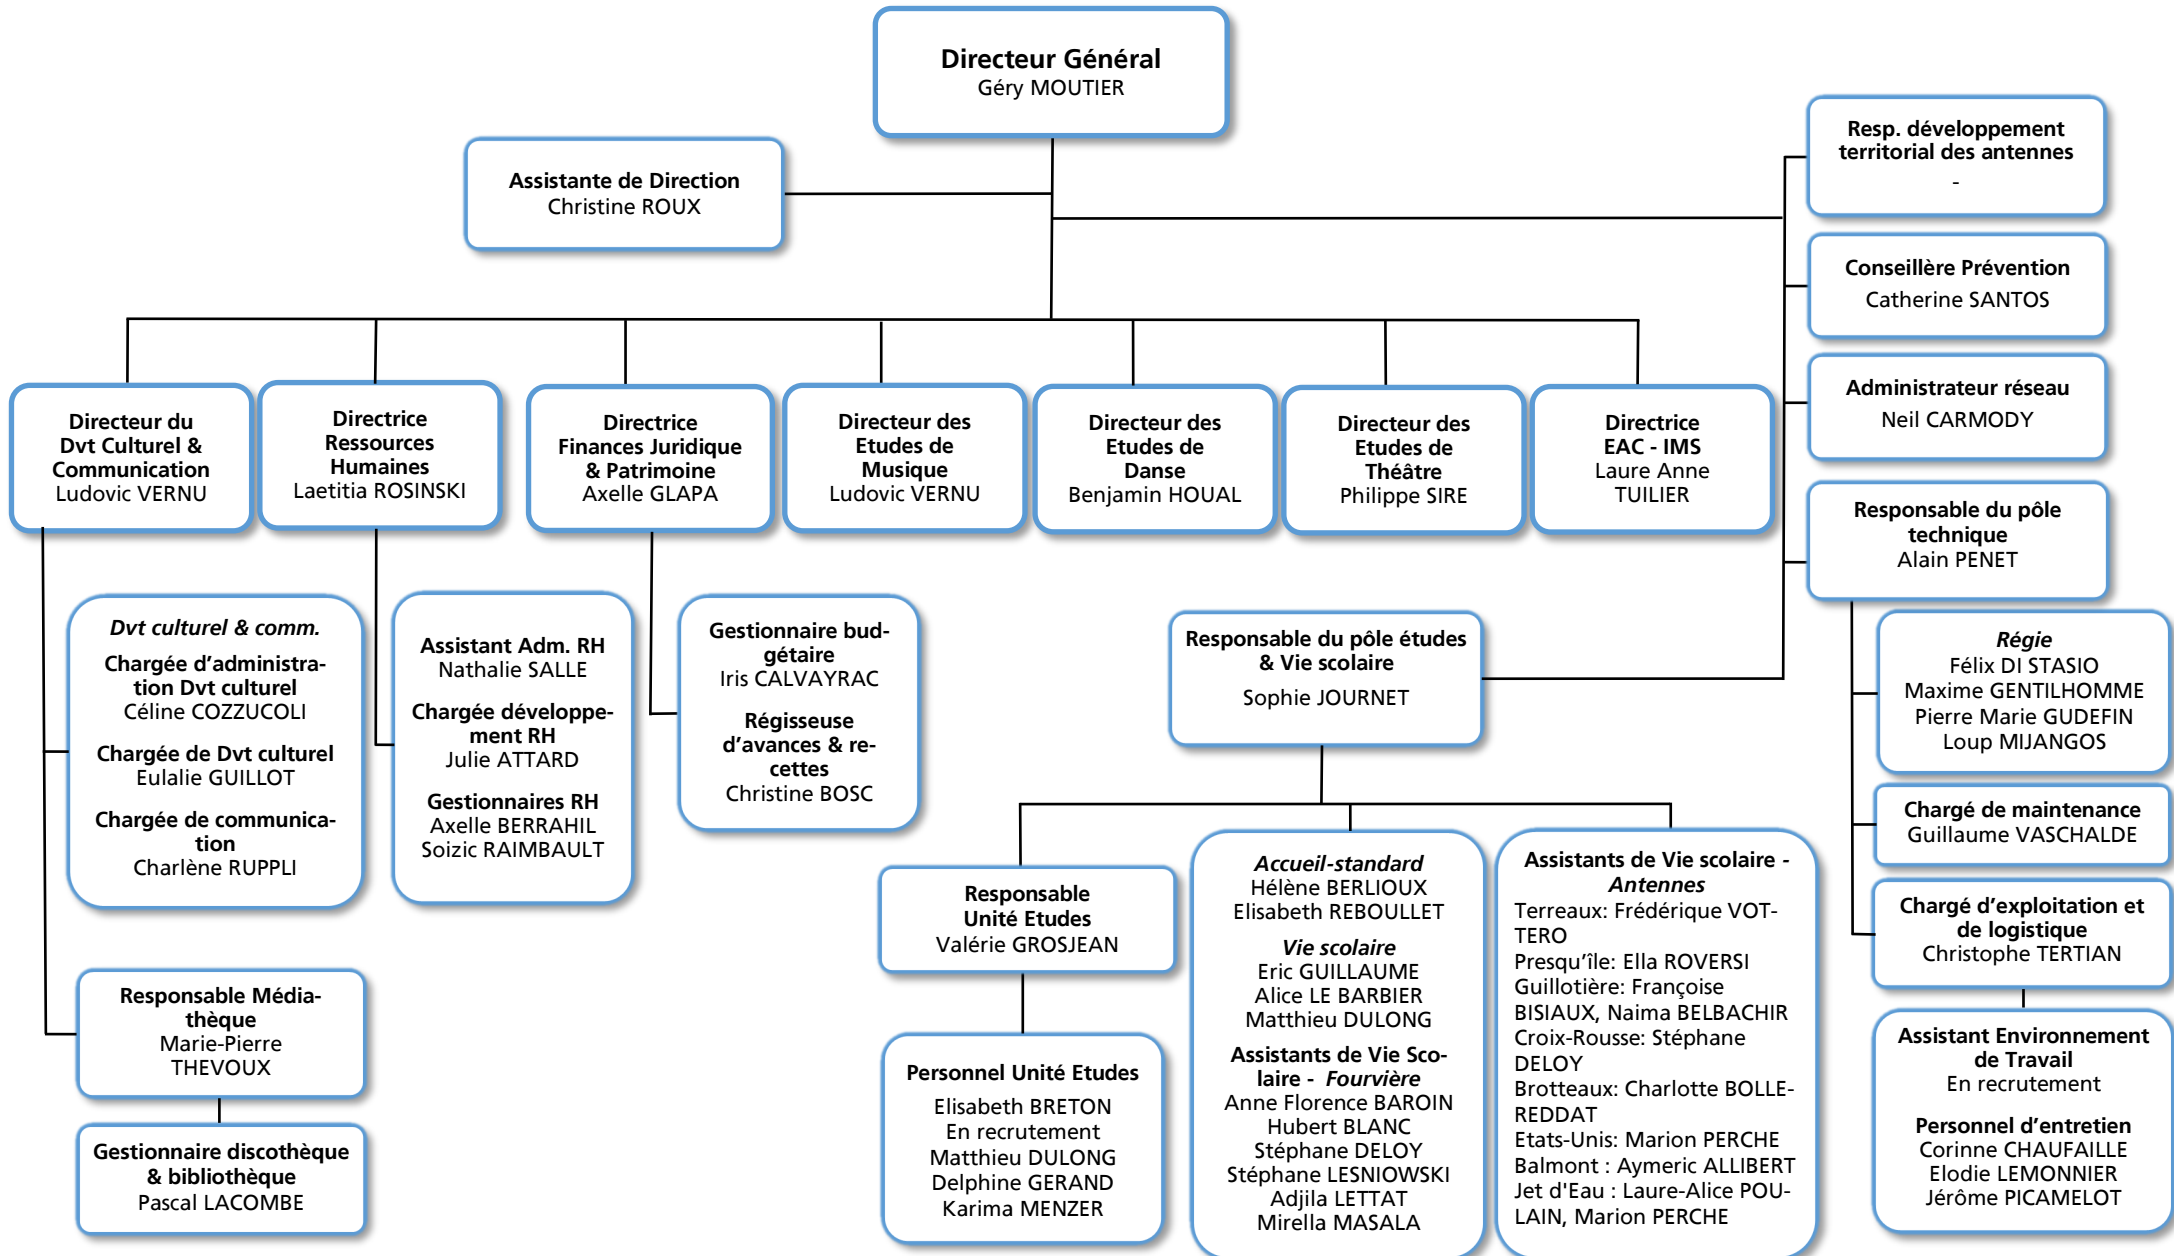 Directeur Général
Géry MOUTIER
Assistante de Direction
Christine ROUX
Resp. développement
territorial des antennes
-
Conseillère Prévention
Catherine SANTOS
Administrateur réseau
Neil CARMODY
Responsable du pôle
technique
Alain PENET
Directeur du
Dvt Culturel &
Communication
Ludovic VERNU
Directrice
Ressources
Humaines
Laetitia ROSINSKI
Directrice
Finances Juridique
& Patrimoine
Axelle GLAPA
Directeur des
Etudes de
Musique
Ludovic VERNU
Directeur des
Etudes de
Danse
Benjamin HOUAL
Directeur des
Etudes de
Théâtre
Philippe SIRE
Directrice
EAC - IMS
Laure Anne
TUILIER
Dvt culturel & comm.
Chargée d'administra-
tion Dvt culturel
Céline COZZUCOLI
Chargée de Dvt culturel
Eulalie GUILLOT
Chargée de communica-
tion
Charlène RUPPLI
Assistant Adm. RH
Nathalie SALLE
Chargée développe-
ment RH
Julie ATTARD
Gestionnaires RH
Axelle BERRAHIL
Soizic RAIMBAULT
Gestionnaire bud-
gétaire
Iris CALVAYRAC
Régisseuse
d'avances & re-
cettes
Christine BOSC
Responsable du pôle études
& Vie scolaire
Sophie JOURNET
Régie
Félix DI STASIO
Maxime GENTILHOMME
Pierre Marie GUDEFIN
Loup MIJANGOS
Chargé de maintenance
Guillaume VASCHALDE
Chargé d'exploitation et
de logistique
Christophe TERTIAN
Assistant Environnement
de Travail
En recrutement
Personnel d'entretien
Corinne CHAUFAILLE
Elodie LEMONNIER
Jérôme PICAMELOT
Responsable Média-
thèque
Marie-Pierre
THEVOUX
Gestionnaire discothèque
& bibliothèque
Pascal LACOMBE
Responsable
Unité Etudes
Valérie GROSJEAN
Personnel Unité Etudes
Elisabeth BRETON
En recrutement
Matthieu DULONG
Delphine GERAND
Karima MENZER
Accueil-standard
Hélène BERLIOUX
Elisabeth REBOULLET
Vie scolaire
Eric GUILLAUME
Alice LE BARBIER
Matthieu DULONG
Assistants de Vie Sco-
laire - Fourvière
Anne Florence BAROIN
Hubert BLANC
Stéphane DELOY
Stéphane LESNIOWSKI
Adjila LETTAT
Mirella MASALA
Assistants de Vie scolaire -
Antennes
Terreaux: Frédérique VOT-
TERO
Presqu'île: Ella ROVERSI
Guillotière: Françoise
BISIAUX, Naima BELBACHIR
Croix-Rousse: Stéphane
DELOY
Brotteaux: Charlotte BOLLE-
REDDAT
Etats-Unis: Marion PERCHE
Balmont : Aymeric ALLIBERT
Jet d'Eau : Laure-Alice POU-
LAIN, Marion PERCHE